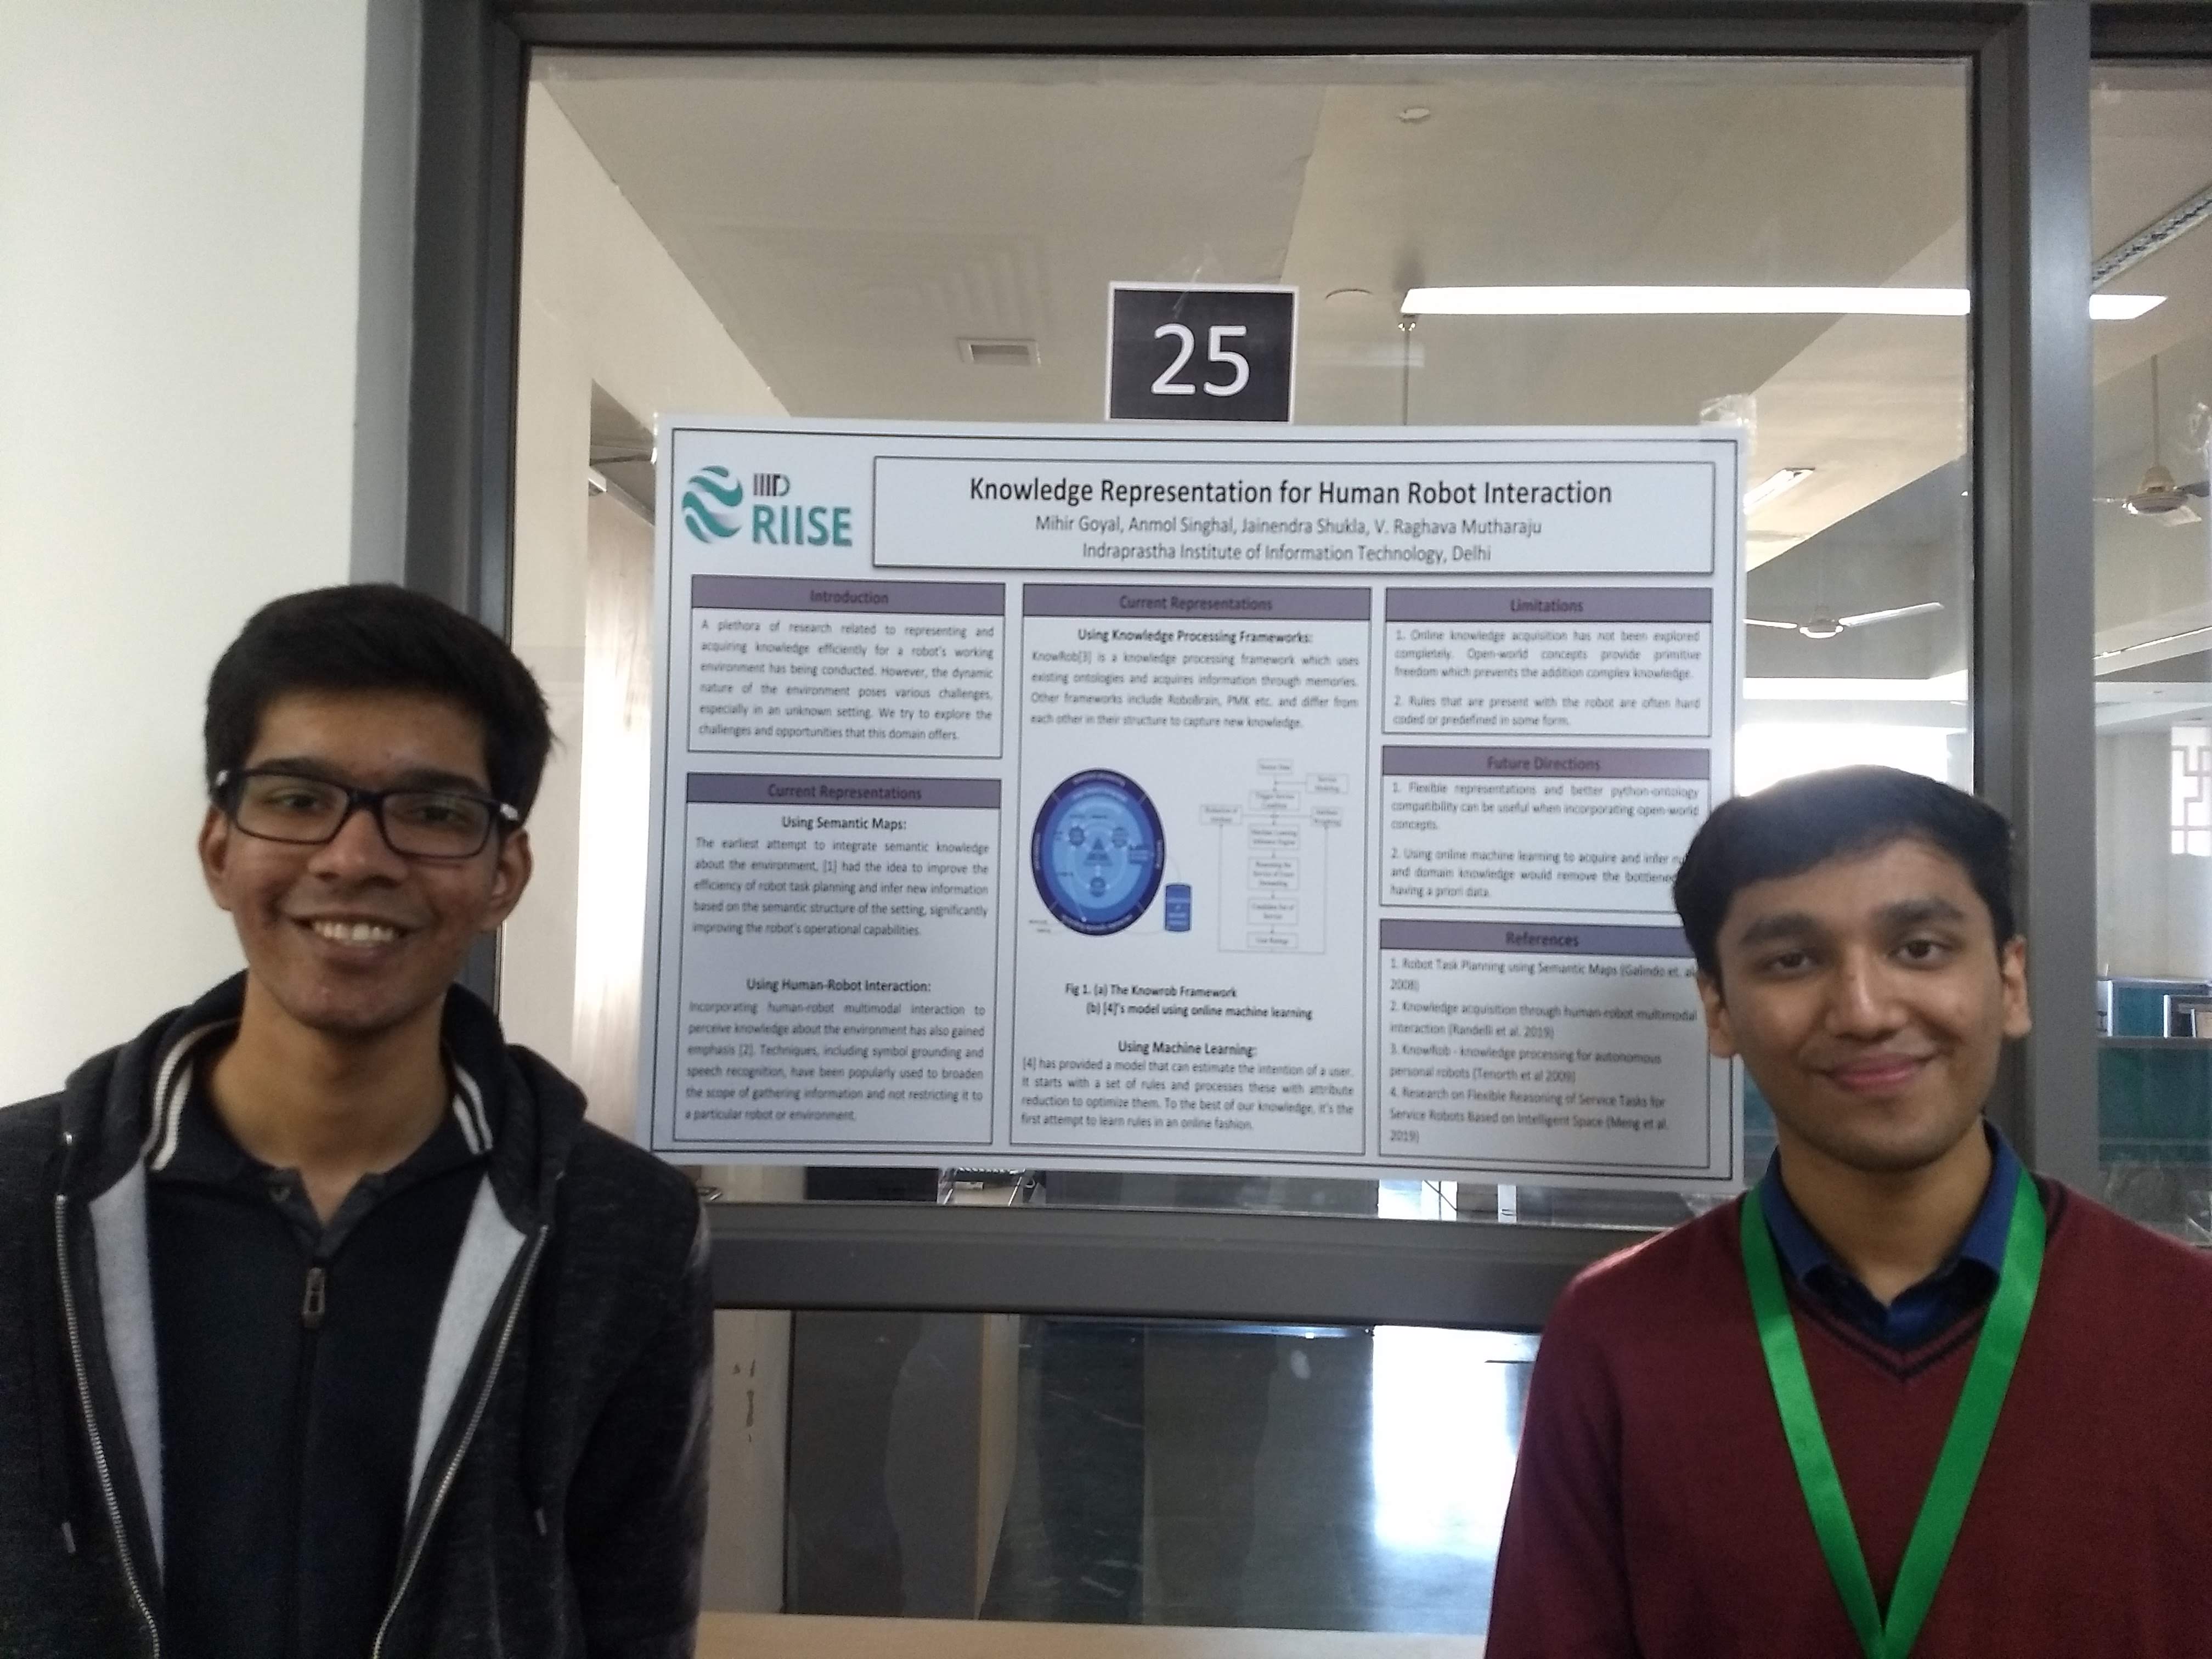 25
IIID
RIISE
Knowledge Representation for Human Robot Interaction
Mihir Goyal, Anmol Singhal, Jainendra Shukla, V. Raghava Mutharaju
Indraprastha Institute of Information Technology, Delhi
Introduction
A plethora of research related to representing and
acquiring knowledge efficiently for a robot's working
environment has being conducted. However, the dynamic
nature of the environment poses various challenges,
especially in an unknown setting. We try to explore the
challenges and opportunities that this domain offers.
Current Representations
Using Semantic Maps:
The earliest attempt to integrate semantic knowledge
about the environment, [1] had the idea to improve the
efficiency of robot task planning and infer new information
based on the semantic structure of the setting, significantly
improving the robot's operational capabilities.
Using Human-Robot Interaction:
Incorporating human-robot multimodal interaction to
perceive knowledge about the environment has also gained
emphasis [2]. Techniques, including symbol grounding and
speech recognition, have been popularly used to broaden
the scope of gathering information and not restricting it to
a particular robot or environment.
Current Representations
Using Knowledge Processing Frameworks:
KnowRob[3] is a knowledge processing framework which uses
existing ontologies and acquires information through memories.
Other frameworks include RoboBrain, PMK etc. and differ from
each other in their structure to capture new knowledge.
Fig 1. (a) The Knowrob Framework
(b) [4]'s model using online machine learning
Using Machine Learning:
[4] has provided a model that can estimate the intention of a user.
It starts with a set of rules and processes these with attribute
reduction to optimize them. To the best of our knowledge, it's the
first attempt to learn rules in an online fashion.
Limitations
1. Online knowledge acquisition has not been explored
completely. Open-world concepts provide primitive
freedom which prevents the addition complex knowledge.
2. Rules that are present with the robot are often hard
coded or predefined in some form.
Future Directions
1. Flexible representations and better python-ontology
compatibility can be useful when incorporating open-world
concepts.
2. Using online machine learning to acquire and infer
and domain knowledge would remove the
having a priori data.
References
1. Robot Task Planning using Semantic Maps (Galindo et. al
2008)
2. Knowledge acquisition through human-robot multimodal
interaction (Randelli et al. 2019)
3. KnowRob - knowledge processing for autonomous
personal robots (Tenorth et al 2009)
4. Research on Flexible Reasoning of Service Tasks for
Service Robots Based on Intelligent Space (Meng et al.
2019)